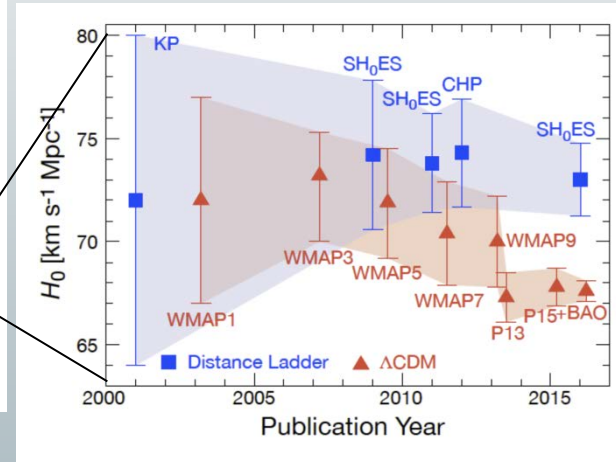 80
KP
SH₀ES
SH₀ES
CHP
SH₀ES
75
H₀ [km s⁻¹ Mpc⁻¹]
70
WMAP9
WMAP3
WMAP5
WMAP7
WMAP1
P15+BAO
P13
65
Distance Ladder ΛCDM
2000 2005 2010 2015
Publication Year